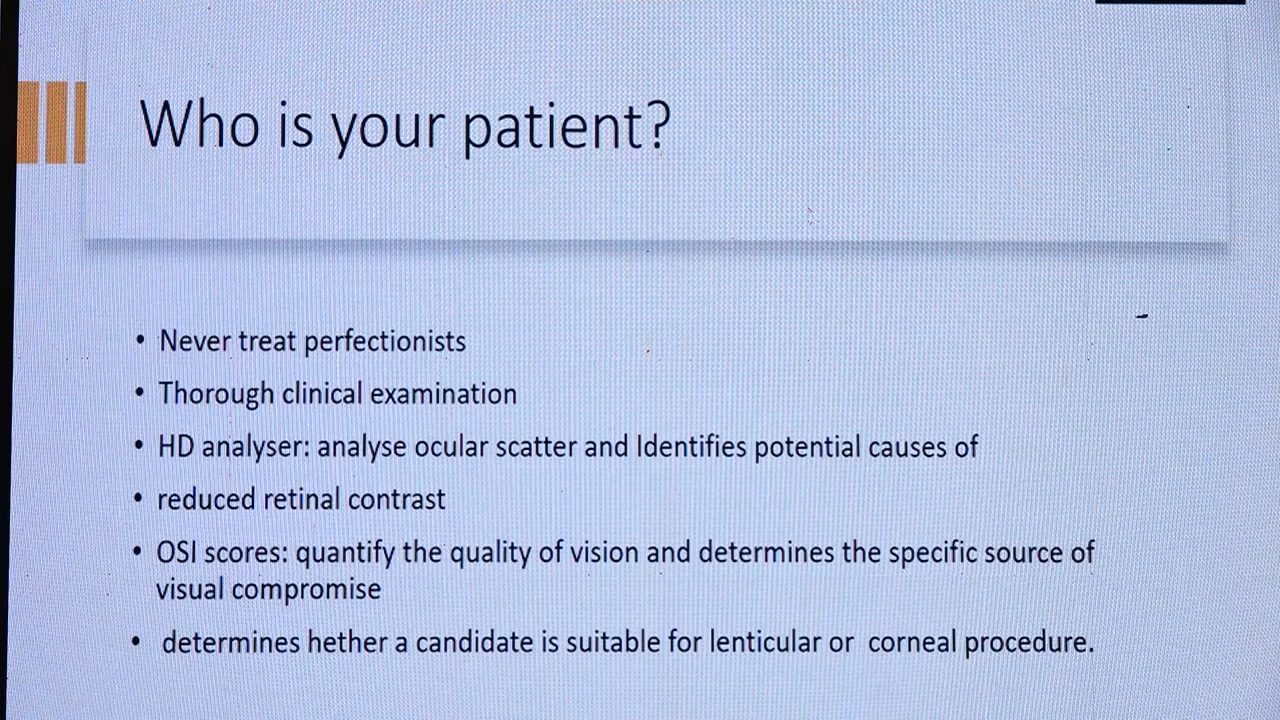 Who is your patient?
• Never treat perfectionists
• Thorough clinical examination
• HD analyser: analyse ocular scatter and Identifies potential causes of
• reduced retinal contrast
• OSI scores: quantify the quality of vision and determines the specific source of
visual compromise
• determines hether a candidate is suitable for lenticular or corneal procedure.